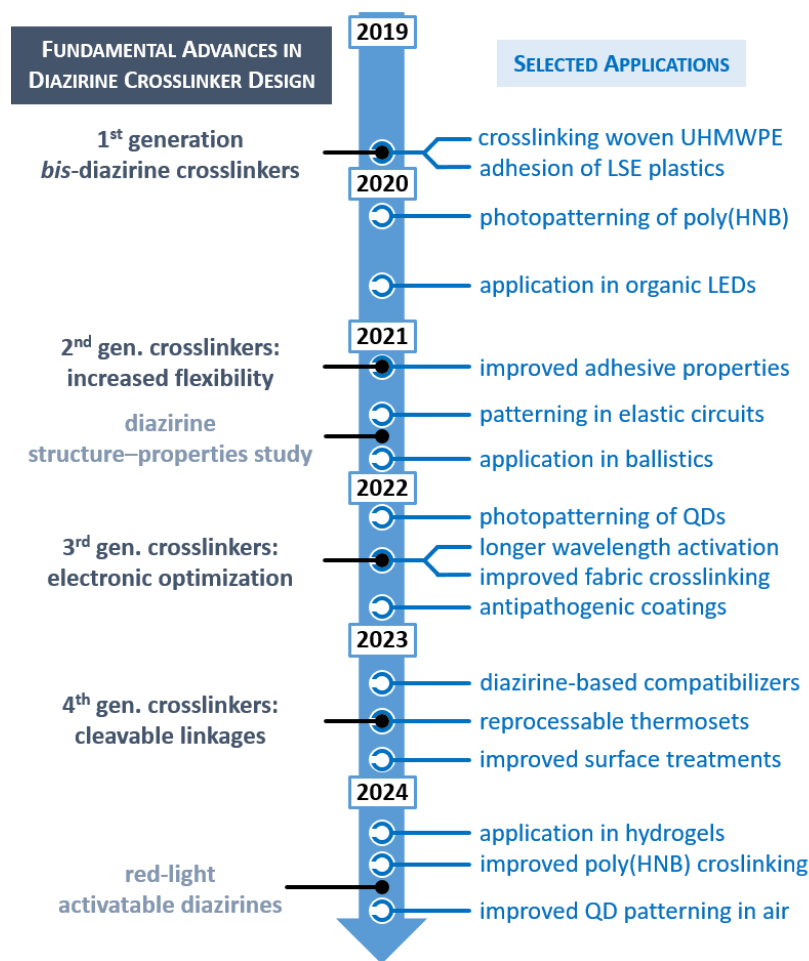 2019
FUNDAMENTAL ADVANCES IN
DIAZIRINE CROSSLINKER DESIGN
SELECTED APPLICATIONS
1st generation
bis-diazirine crosslinkers
crosslinking woven UHMWPE
adhesion of LSE plastics
2020
photopatterning of poly(HNB)
application in organic LEDs
2021
2nd gen. crosslinkers:
increased flexibility
improved adhesive properties
patterning in elastic circuits
diazirine
structure–properties study
application in ballistics
2022
photopatterning of QDs
3rd gen. crosslinkers:
electronic optimization
longer wavelength activation
improved fabric crosslinking
antipathogenic coatings
2023
diazirine-based compatibilizers
4th gen. crosslinkers:
cleavable linkages
reprocessable thermosets
improved surface treatments
2024
application in hydrogels
improved poly(HNB) croslinking
red-light
activatable diazirines
improved QD patterning in air